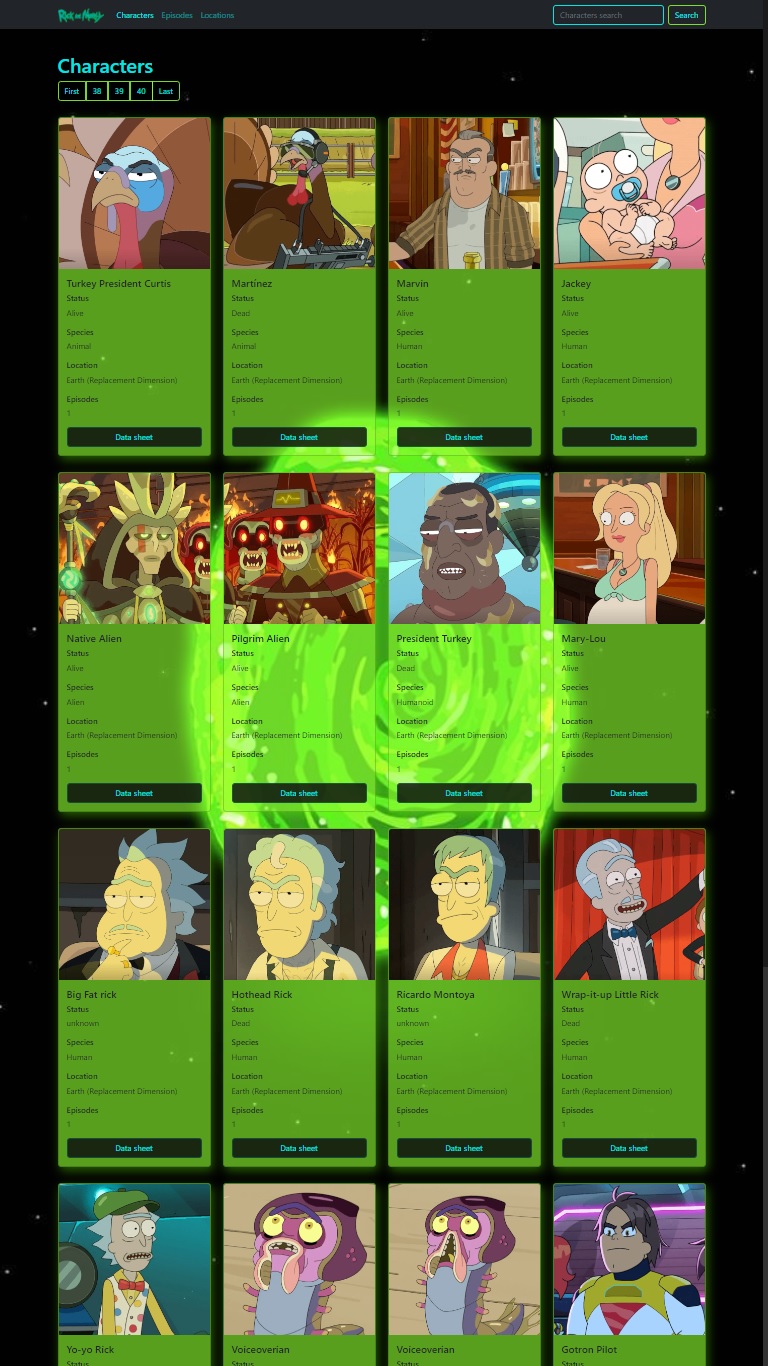 Rick and Morty
Characters Episodes Locations
Characters search
Search
Characters
First 38 39 40 Last
Turkey President Curtis
Status
Alive
Species
Animal
Location
Earth (Replacement Dimension)
Episodes
1
Data sheet
Martínez
Status
Dead
Species
Animal
Location
Earth (Replacement Dimension)
Episodes
1
Data sheet
Marvin
Status
Alive
Species
Human
Location
Earth (Replacement Dimension)
Episodes
1
Data sheet
Jackey
Status
Alive
Species
Human
Location
Earth (Replacement Dimension)
Episodes
1
Data sheet
Native Alien
Status
Alive
Species
Alien
Location
Earth (Replacement Dimension)
Episodes
1
Data sheet
Pilgrim Alien
Status
Alive
Species
Alien
Location
Earth (Replacement Dimension)
Episodes
1
Data sheet
President Turkey
Status
Dead
Species
Humanoid
Location
Earth (Replacement Dimension)
Episodes
1
Data sheet
Mary-Lou
Status
Alive
Species
Human
Location
Earth (Replacement Dimension)
Episodes
1
Data sheet
Big Fat rick
Status
unknown
Species
Human
Location
Earth (Replacement Dimension)
Episodes
1
Data sheet
Hothead Rick
Status
Dead
Species
Human
Location
Earth (Replacement Dimension)
Episodes
1
Data sheet
Ricardo Montoya
Status
unknown
Species
Human
Location
Earth (Replacement Dimension)
Episodes
1
Data sheet
Wrap-it-up Little Rick
Status
Dead
Species
Human
Location
Earth (Replacement Dimension)
Episodes
1
Data sheet
Yo-yo Rick
Status
Voiceoverian
Status
Voiceoverian
Status
Gotron Pilot
Status